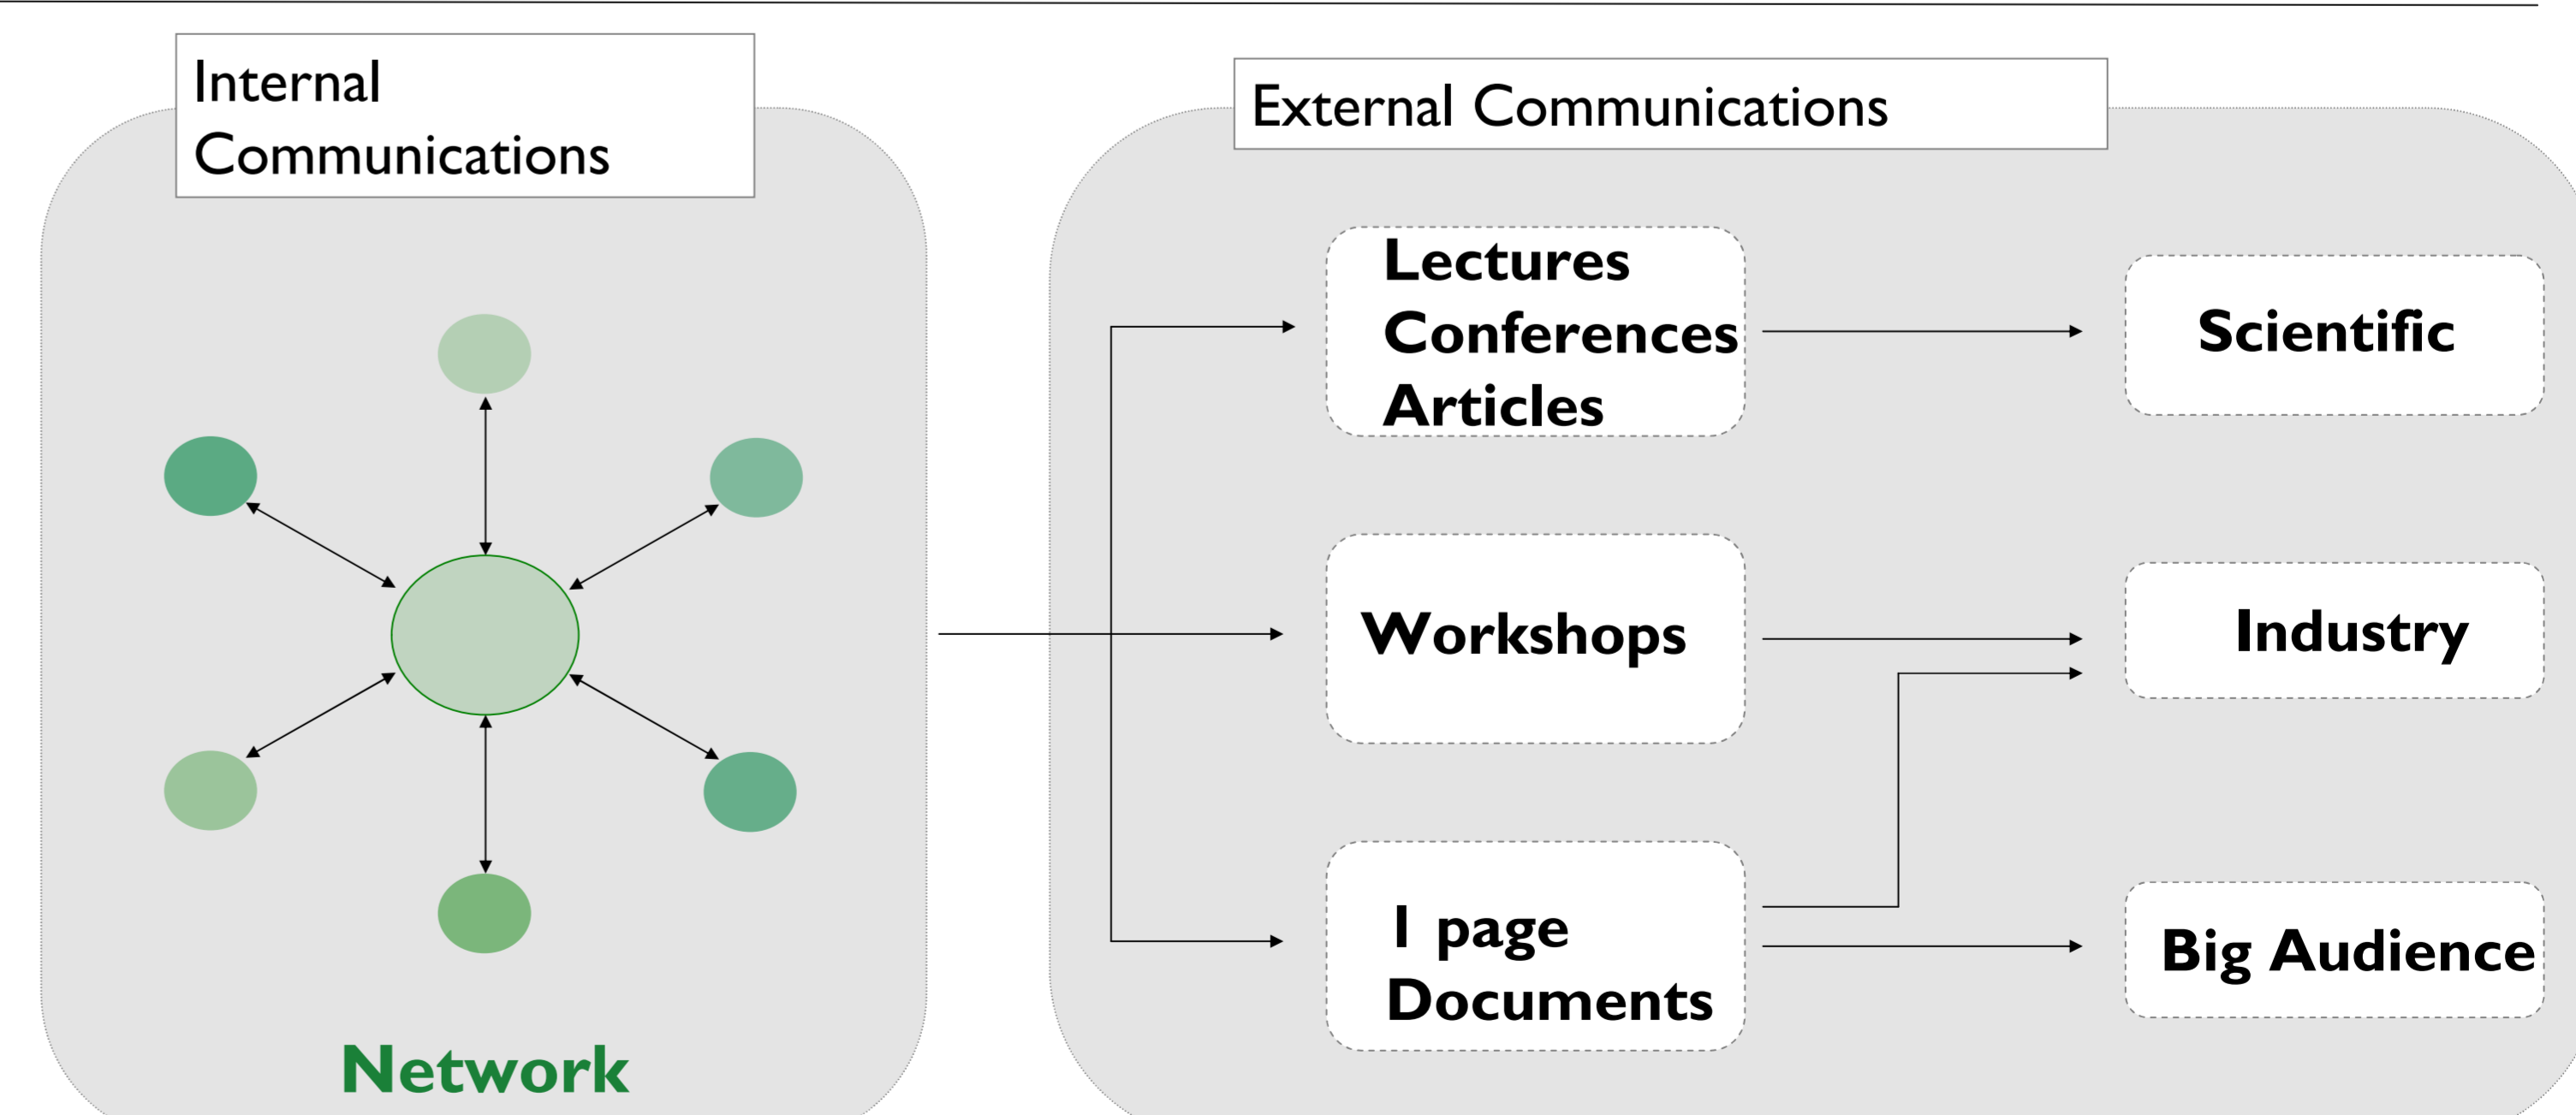 Internal
Communications
External Communications
Lectures
Conferences
Articles
Scientific
Workshops
Industry
1 page
Documents
Big Audience
Network